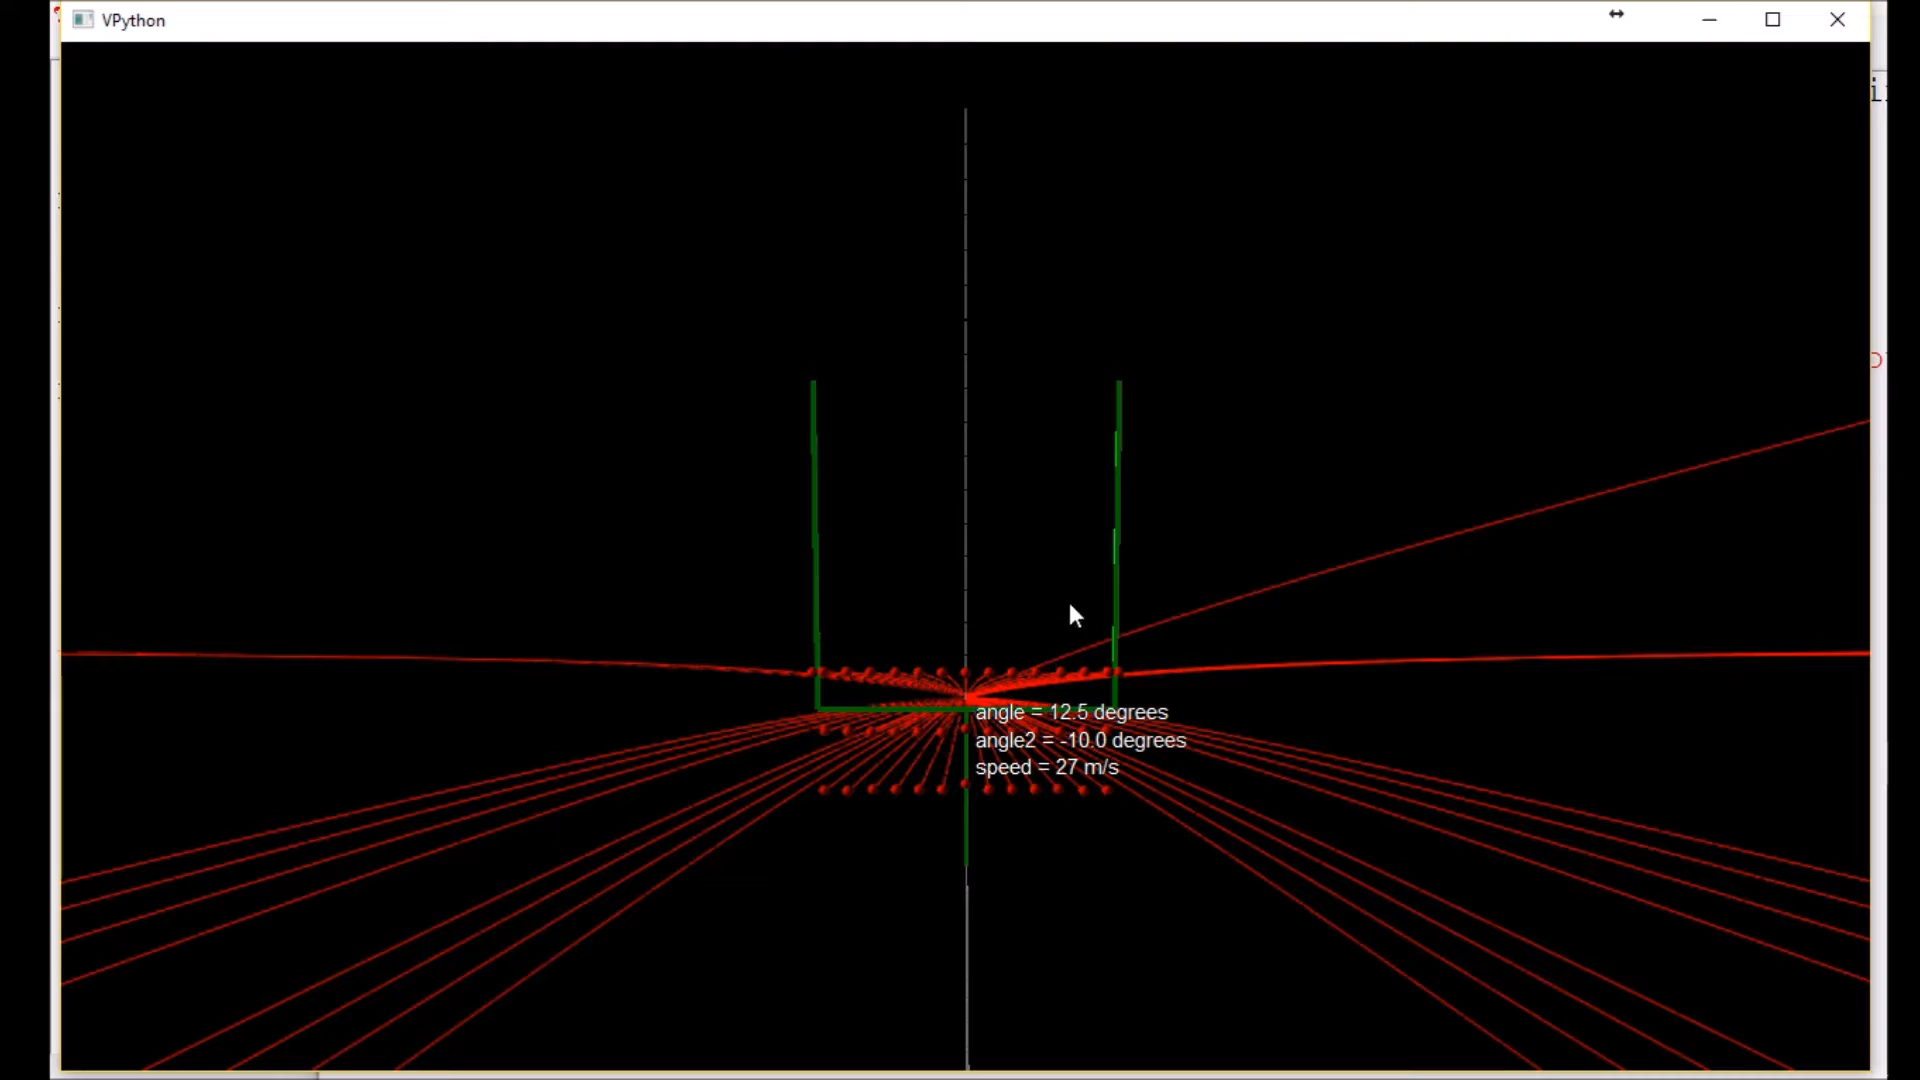 VPython
angle = 12.5 degrees
angle2 = -10.0 degrees
speed = 27 m/s